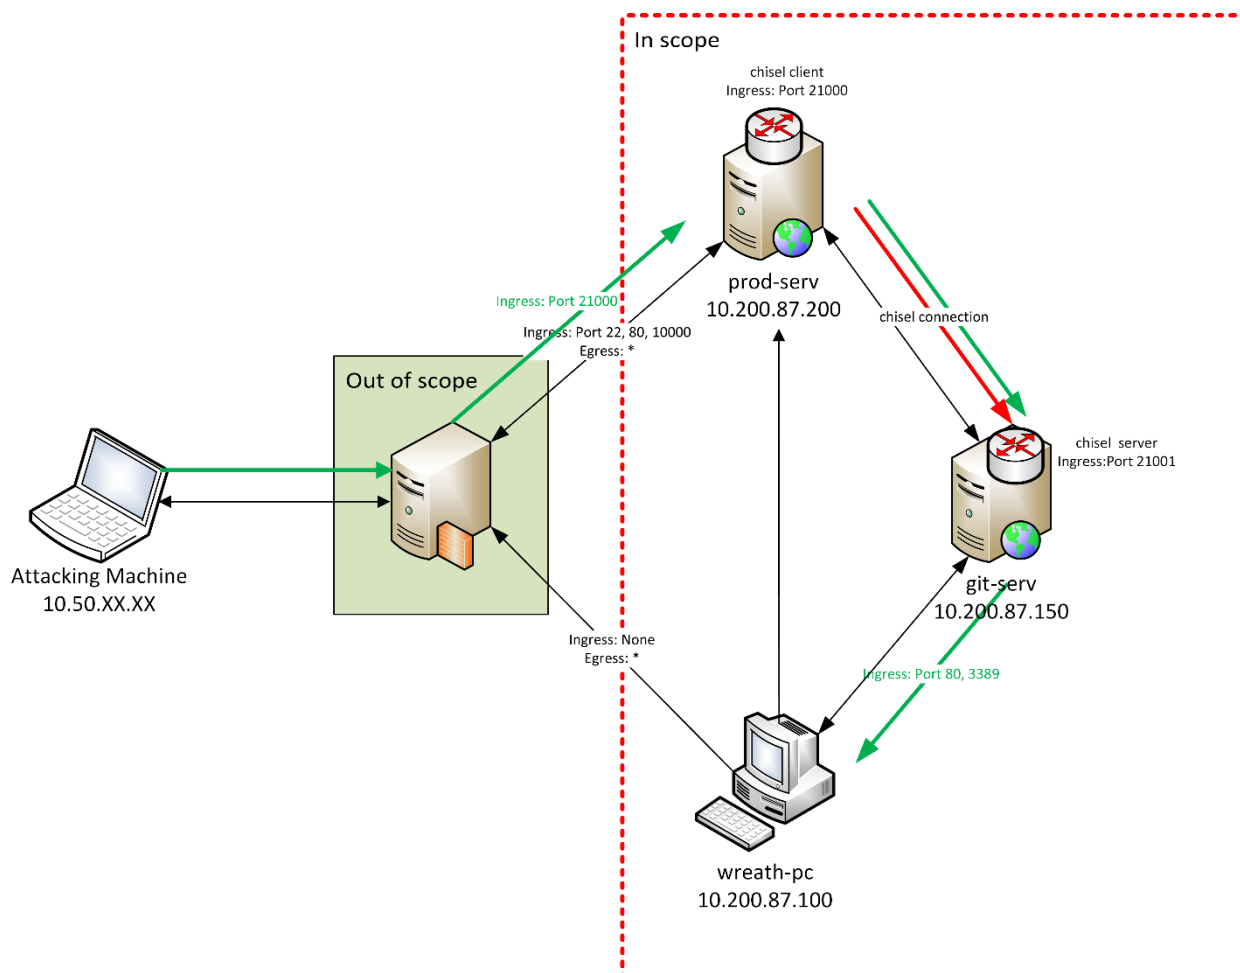 In scope
chisel client
Ingress: Port 21000
prod-serv
10.200.87.200
Ingress: Port 21000
Ingress: Port 22, 80, 10000
Egress: *
chisel connection
Out of scope
chisel  server
Ingress:Port 21001
Attacking Machine
10.50.XX.XX
git-serv
10.200.87.150
Ingress: None
Egress: *
Ingress: Port 80, 3389
wreath-pc
10.200.87.100